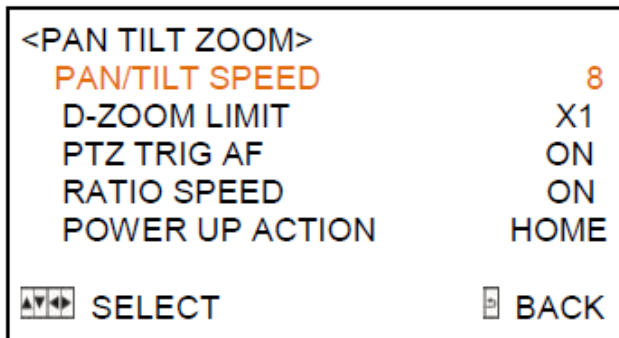 <PAN TILT ZOOM>
PAN/TILT SPEED 8
D-ZOOM LIMIT X1
PTZ TRIG AF ON
RATIO SPEED ON
POWER UP ACTION HOME
SELECT BACK